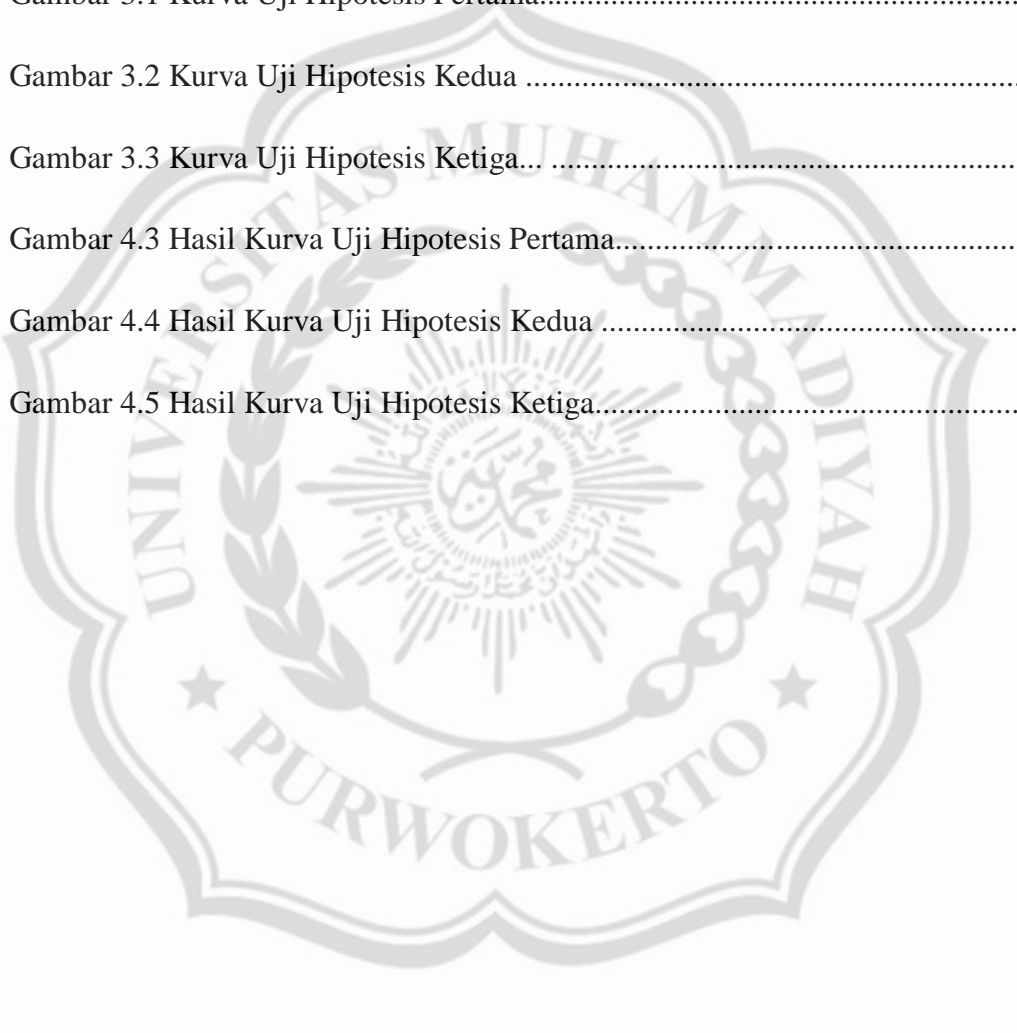 Gambar 3.1 Kurva Uji Hipotesis Pertama......................................................
Gambar 3.2 Kurva Uji Hipotesis Kedua ........................................................
Gambar 3.3 Kurva Uji Hipotesis Ketiga... .....................................................
Gambar 4.3 Hasil Kurva Uji Hipotesis Pertama.............................................
Gambar 4.4 Hasil Kurva Uji Hipotesis Kedua ...............................................
Gambar 4.5 Hasil Kurva Uji Hipotesis Ketiga................................................
UNIVERSITAS MUHAMMADIYAH
PURWOKERTO